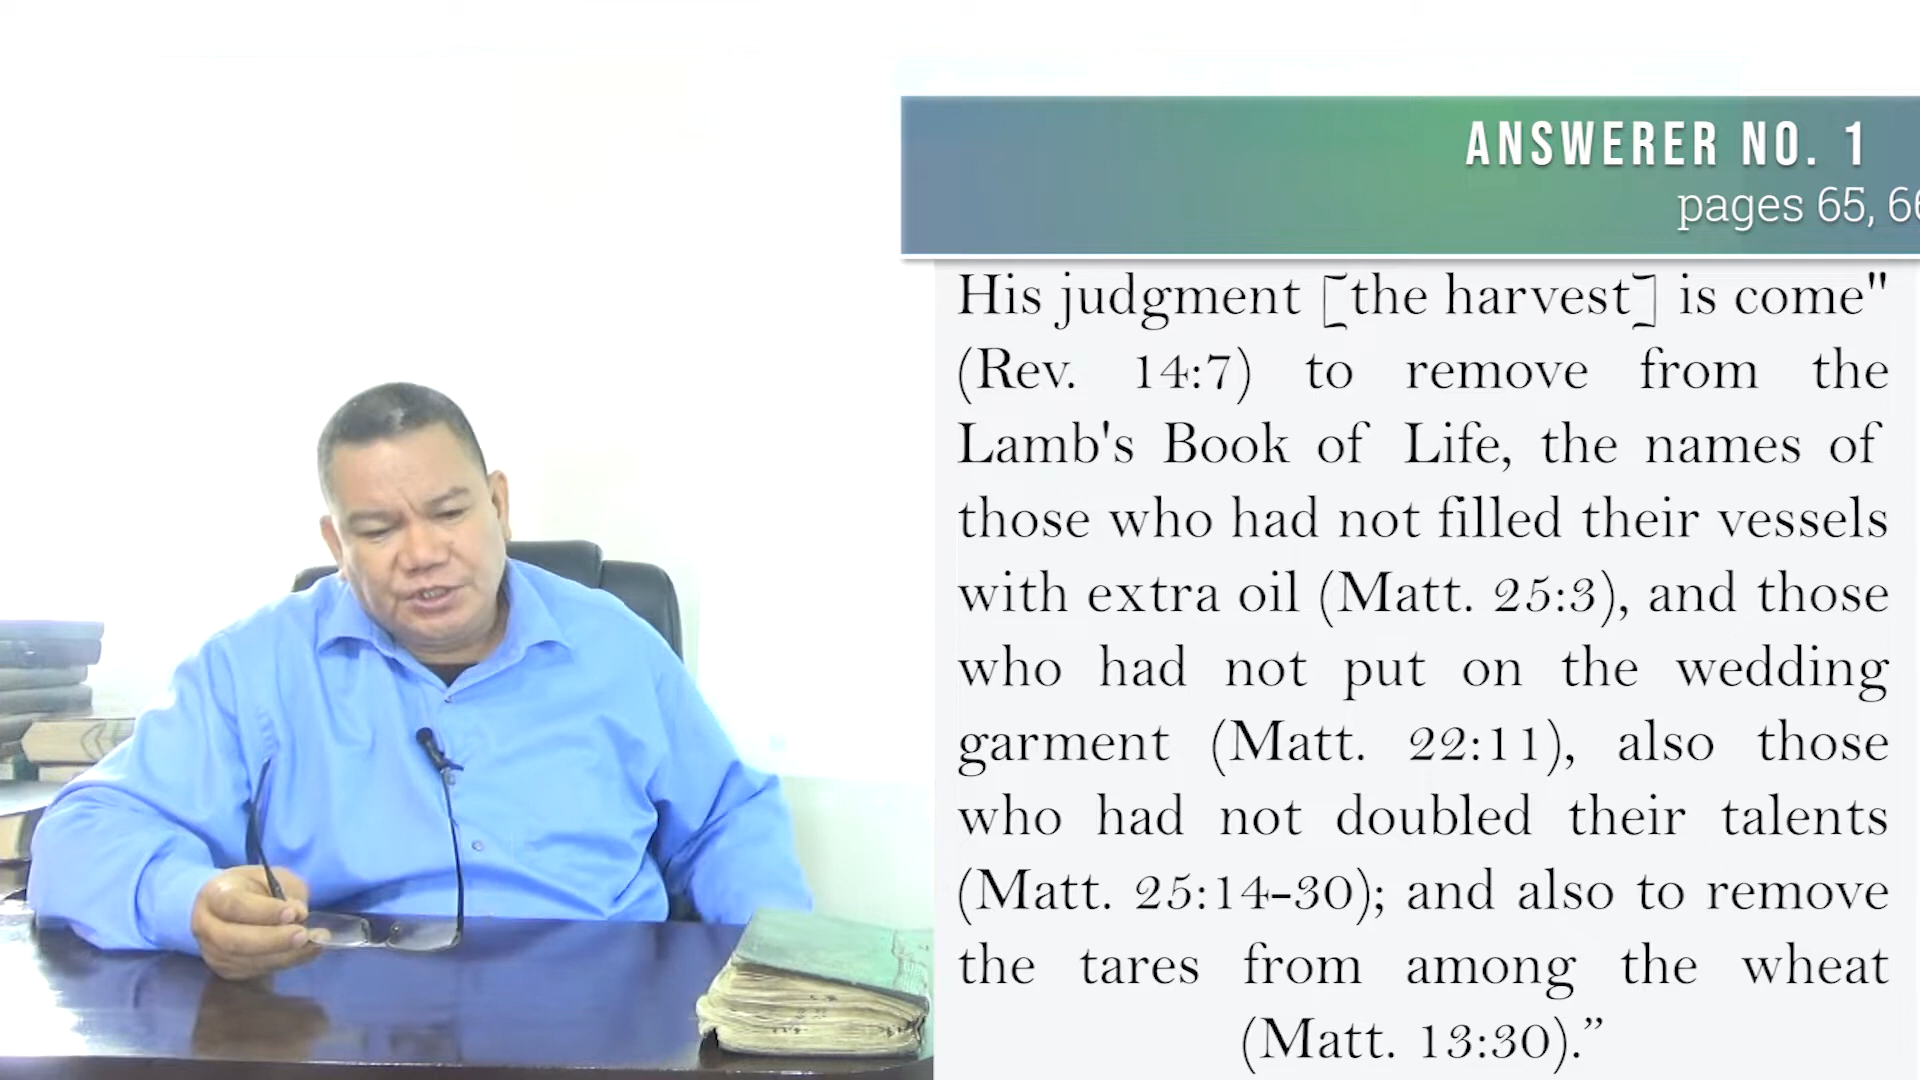 ANSWERER NO. 1
pages 65, 66
His judgment [the harvest] is come"
(Rev. 14:7) to remove from the
Lamb's Book of Life, the names of
those who had not filled their vessels
with extra oil (Matt. 25:3), and those
who had not put on the wedding
garment (Matt. 22:11), also those
who had not doubled their talents
(Matt. 25:14-30); and also to remove
the tares from among the wheat
(Matt. 13:30).”